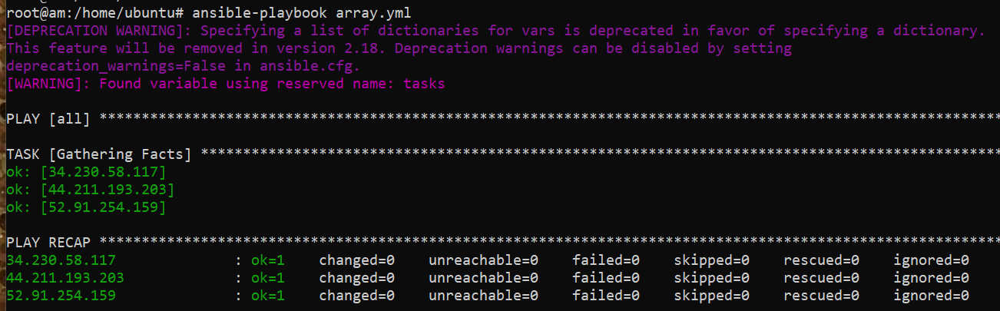 root@am:/home/ubuntu# ansible-playbook array.yml
[DEPRECATION WARNING]: Specifying a list of dictionaries for vars is deprecated in favor of specifying a dictionary.
This feature will be removed in version 2.18. Deprecation warnings can be disabled by setting
deprecation_warnings=False in ansible.cfg.
[WARNING]: Found variable using reserved name: tasks
PLAY [all] **********************************************************************************************************
TASK [Gathering Facts] **********************************************************************************************
ok: [34.230.58.117]
ok: [44.211.193.203]
ok: [52.91.254.159]
PLAY RECAP **********************************************************************************************************
34.230.58.117 : ok=1 changed=0 unreachable=0 failed=0 skipped=0 rescued=0 ignored=0
44.211.193.203 : ok=1 changed=0 unreachable=0 failed=0 skipped=0 rescued=0 ignored=0
52.91.254.159 : ok=1 changed=0 unreachable=0 failed=0 skipped=0 rescued=0 ignored=0